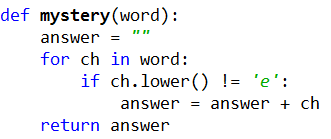 def mystery(word):
    answer = ""
    for ch in word:
        if ch.lower() != 'e':
            answer = answer + ch
    return answer